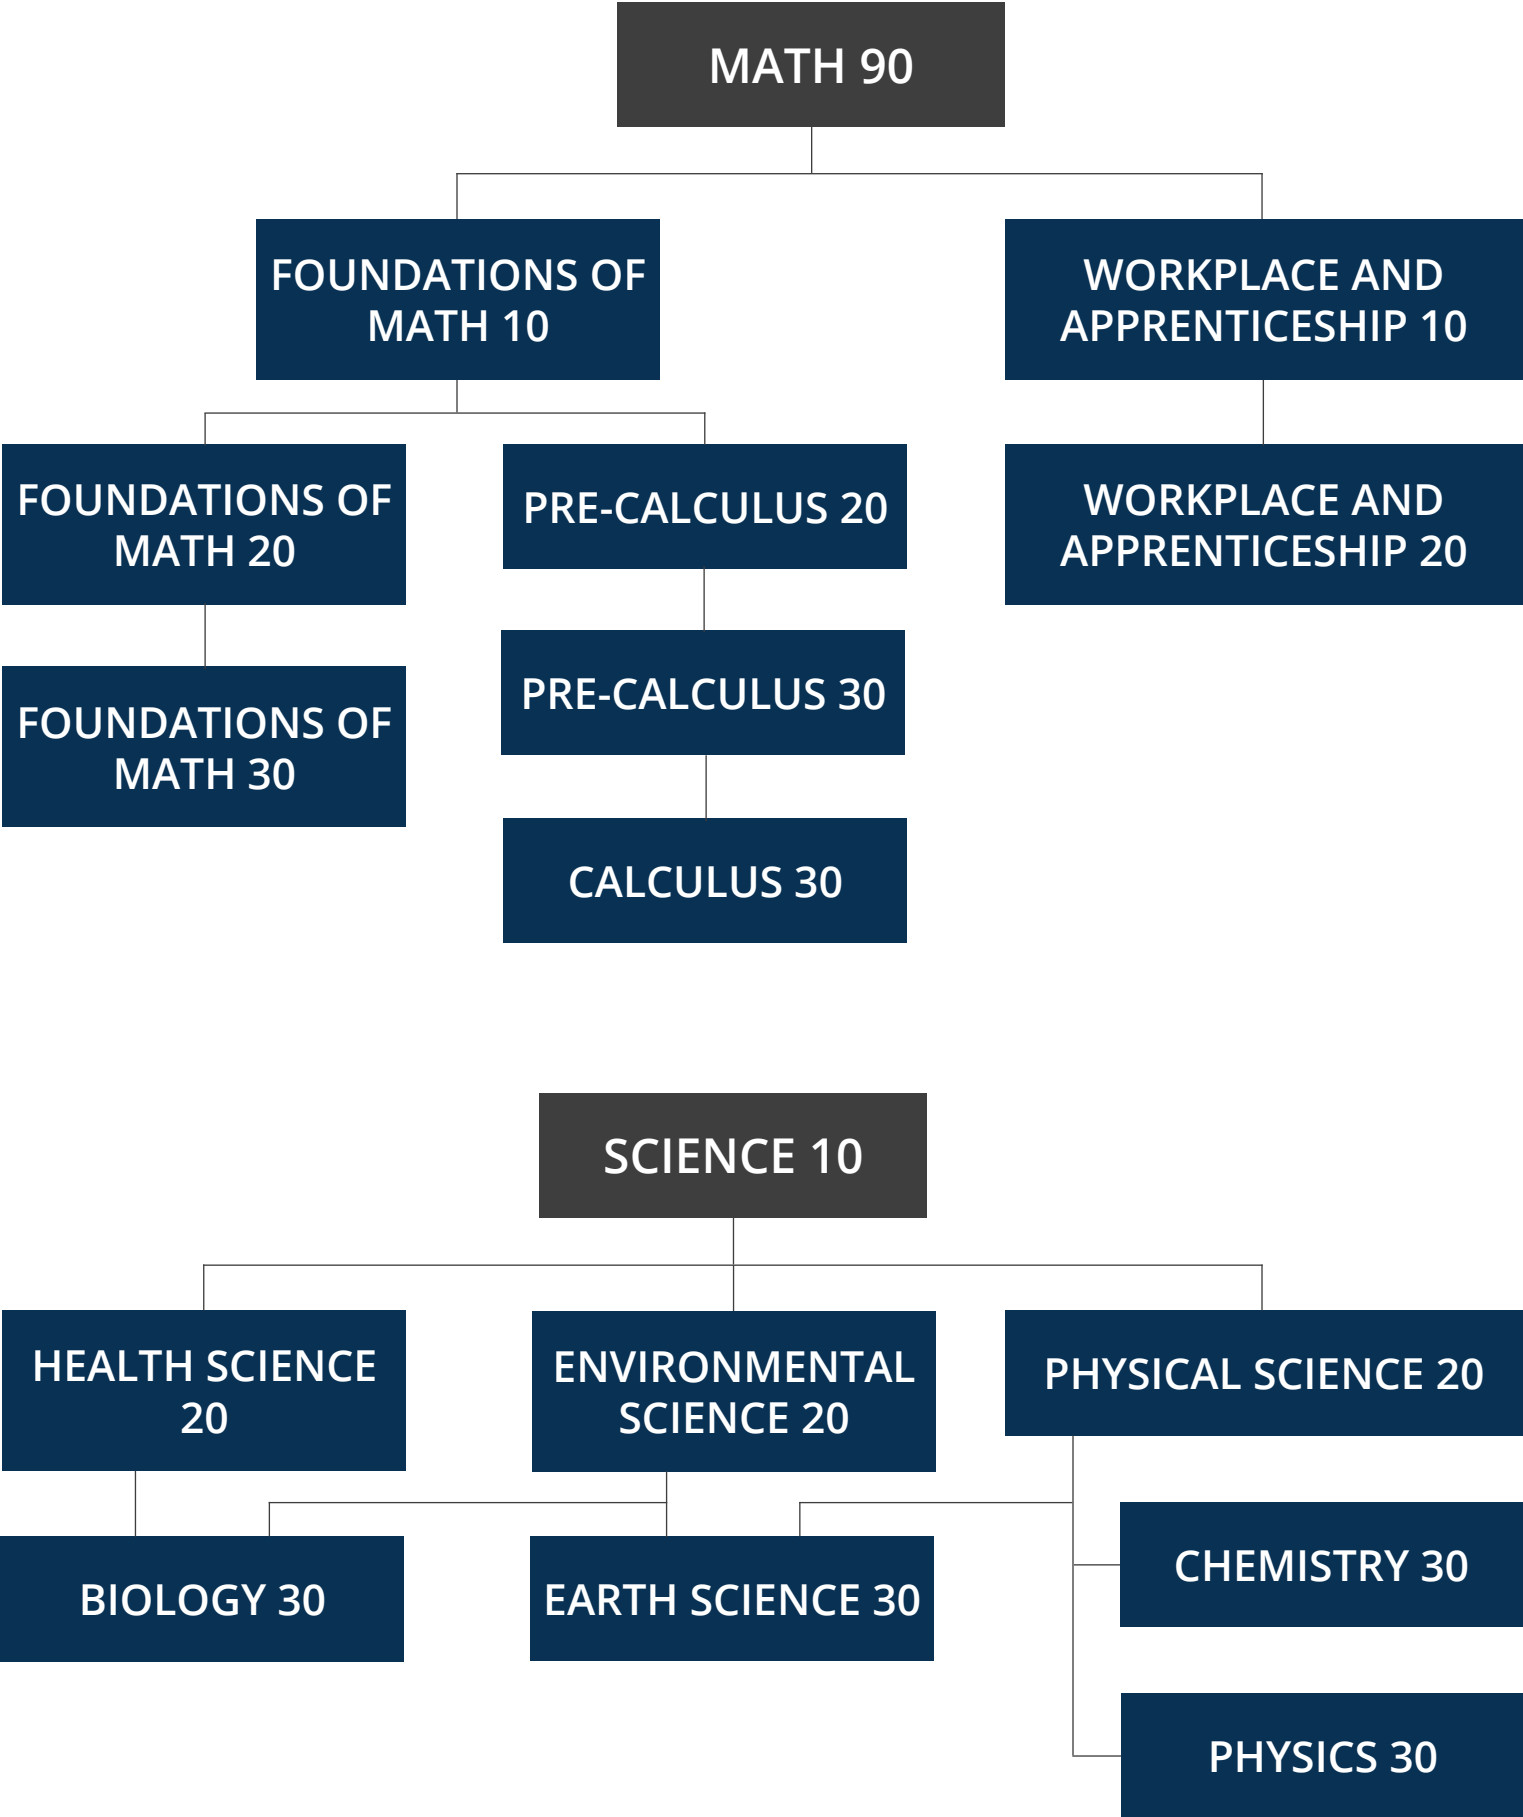 MATH 90
FOUNDATIONS OF
MATH 10
WORKPLACE AND
APPRENTICESHIP 10
FOUNDATIONS OF
MATH 20
PRE-CALCULUS 20
WORKPLACE AND
APPRENTICESHIP 20
FOUNDATIONS OF
MATH 30
PRE-CALCULUS 30
CALCULUS 30
SCIENCE 10
HEALTH SCIENCE
20
ENVIRONMENTAL
SCIENCE 20
PHYSICAL SCIENCE 20
BIOLOGY 30
EARTH SCIENCE 30
CHEMISTRY 30
PHYSICS 30